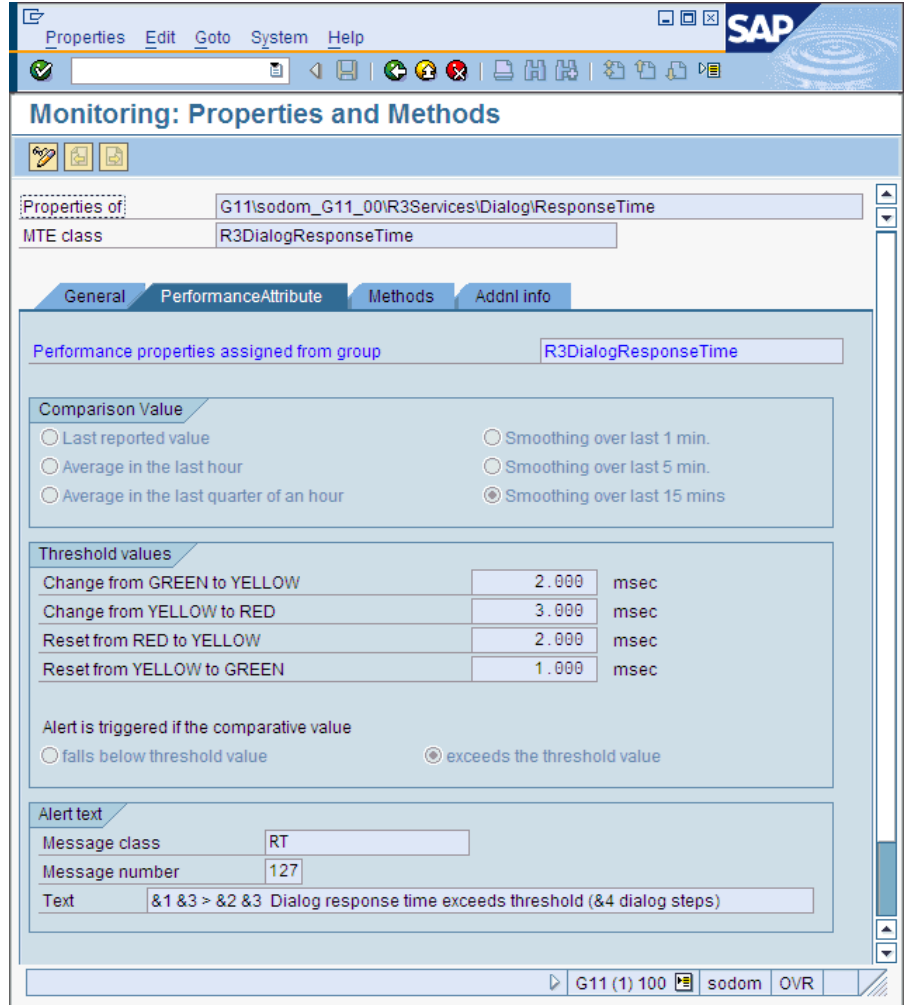 Properties Edit Goto System Help
SAP
Monitoring: Properties and Methods
Properties of G11\sodom_G11_00\R3Services\Dialog\ResponseTime
MTE class R3DialogResponseTime
General PerformanceAttribute Methods Addnl info
Performance properties assigned from group R3DialogResponseTime
Comparison Value
Last reported value Smoothing over last 1 min.
Average in the last hour Smoothing over last 5 min.
Average in the last quarter of an hour Smoothing over last 15 mins
Threshold values
Change from GREEN to YELLOW 2.000 msec
Change from YELLOW to RED 3.000 msec
Reset from RED to YELLOW 2.000 msec
Reset from YELLOW to GREEN 1.000 msec
Alert is triggered if the comparative value
falls below threshold value exceeds the threshold value
Alert text
Message class RT
Message number 127
Text &1 &3 > &2 &3 Dialog response time exceeds threshold (&4 dialog steps)
G11 (1) 100 sodom OVR